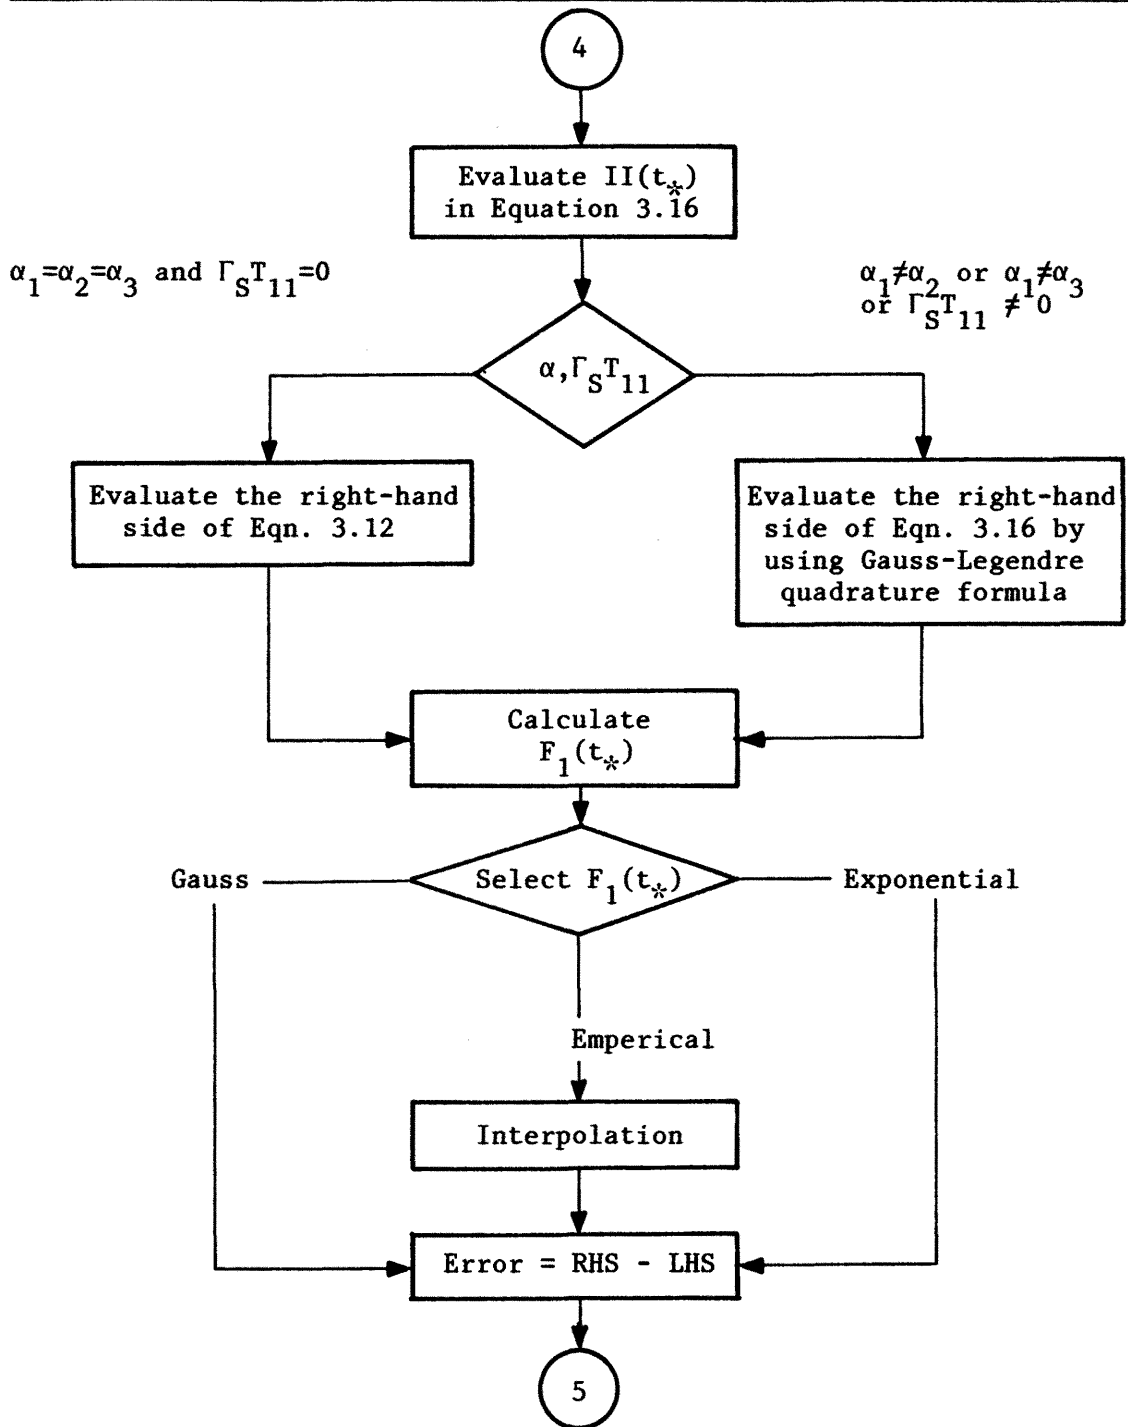 4
Evaluate II(t*)
in Equation 3.16
α1=α2=α3 and ΓST11=0
α1≠α2 or α1≠α3
or ΓST11 ≠ 0
α,ΓST11
Evaluate the right-hand
side of Eqn. 3.12
Evaluate the right-hand
side of Eqn. 3.16 by
using Gauss-Legendre
quadrature formula
Calculate
F1(t*)
Gauss
Select F1(t*)
Exponential
Emperical
Interpolation
Error = RHS - LHS
5